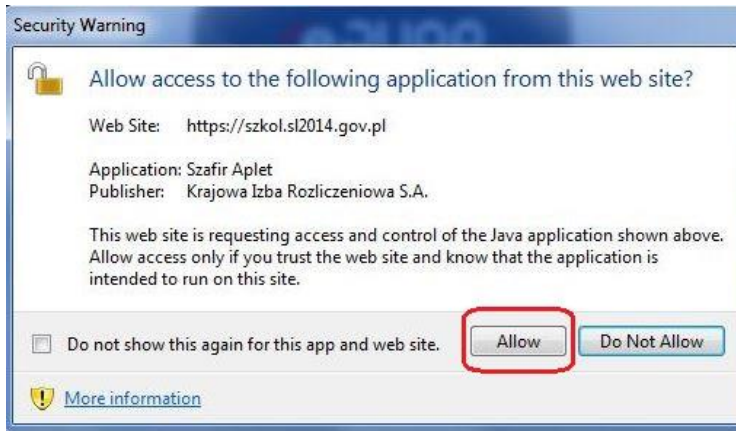 Security Warning
Allow access to the following application from this web site?
Web Site: https://szkol.sl2014.gov.pl
Application: Szafir Aplet
Publisher: Krajowa Izba Rozliczeniowa S.A.
This web site is requesting access and control of the Java application shown above.
Allow access only if you trust the web site and know that the application is
intended to run on this site.
Do not show this again for this app and web site.
Allow
Do Not Allow
More information